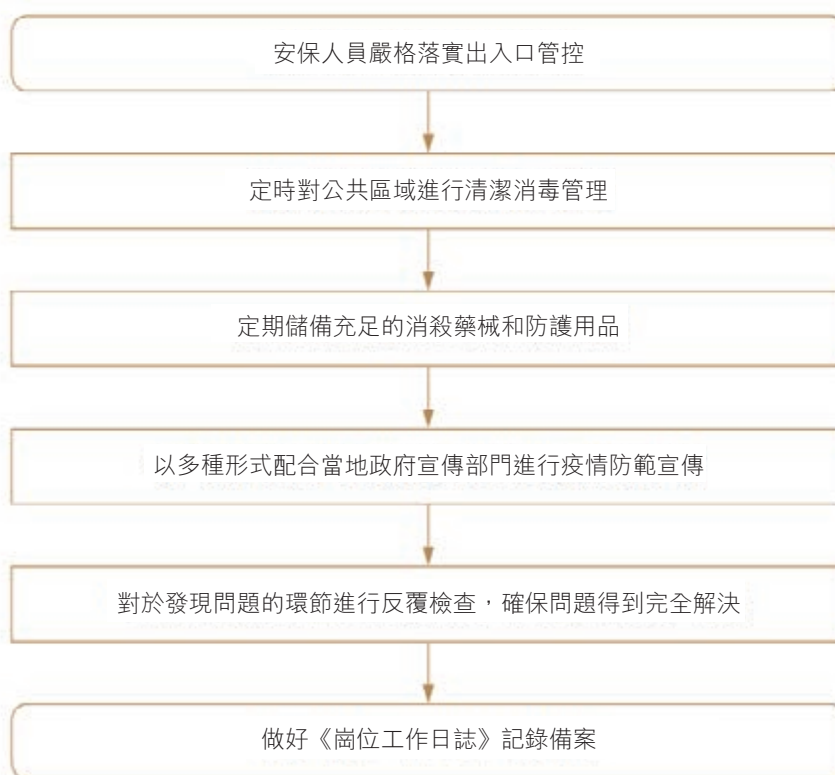 安保人員嚴格落實出入口管控
定時對公共區域進行清潔消毒管理
定期儲備充足的消殺藥械和防護用品
以多種形式配合當地政府宣傳部門進行疫情防範宣傳
對於發現問題的環節進行反覆檢查，確保問題得到完全解決
做好《崗位工作日誌》記錄備案